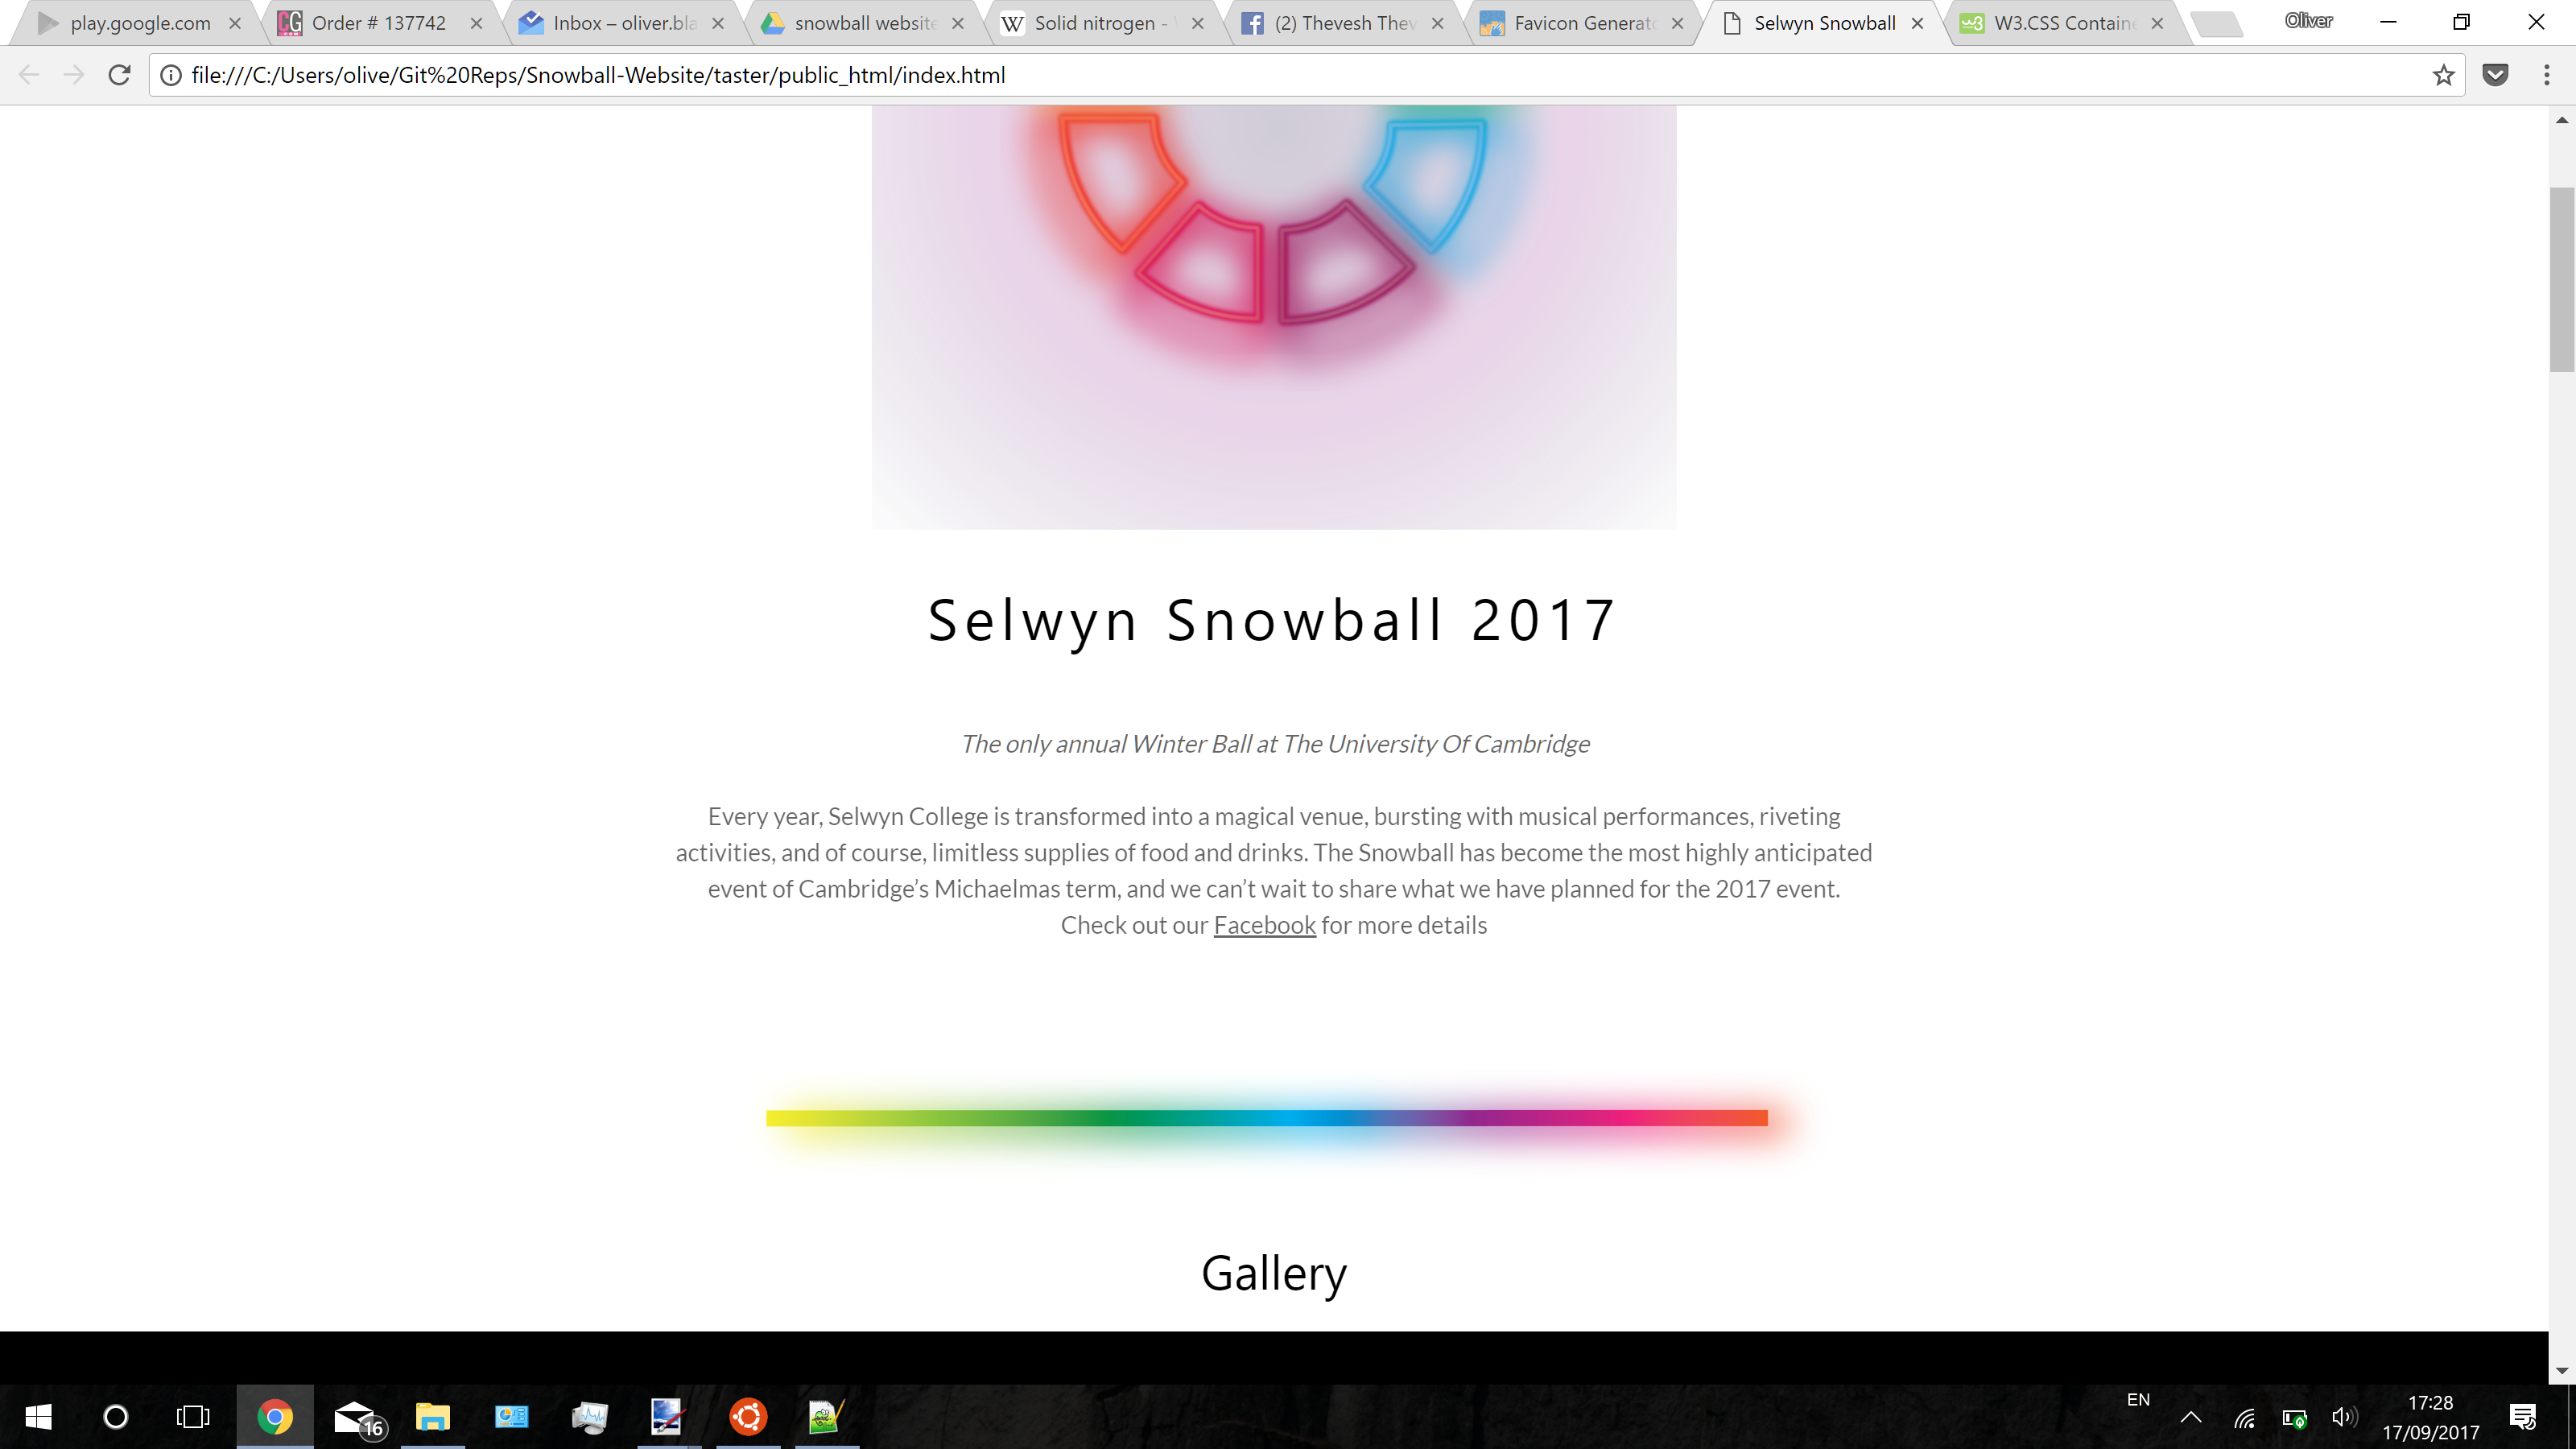 play.google.com
Order # 137742
Inbox – oliver.bla
snowball website
Solid nitrogen -
(2) Thevesh Thev
Favicon Generato
Selwyn Snowball
W3.CSS Containe
Oliver
file:///C:/Users/olive/Git%20Reps/Snowball-Website/taster/public_html/index.html
Selwyn Snowball 2017
The only annual Winter Ball at The University Of Cambridge
Every year, Selwyn College is transformed into a magical venue, bursting with musical performances, riveting
activities, and of course, limitless supplies of food and drinks. The Snowball has become the most highly anticipated
event of Cambridge’s Michaelmas term, and we can’t wait to share what we have planned for the 2017 event.
Check out our Facebook for more details
Gallery
16
EN
17:28
17/09/2017